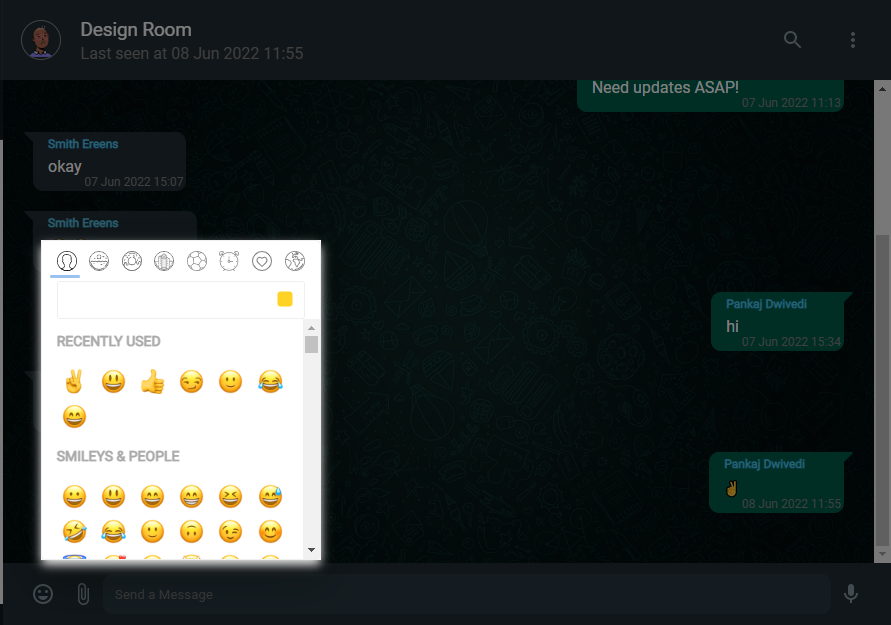 Design Room
Last seen at 08 Jun 2022 11:55
Need updates ASAP!
07 Jun 2022 11:13
Smith Ereens
okay
07 Jun 2022 15:07
Smith Ereens
RECENTLY USED
SMILEYS & PEOPLE
Pankaj Dwivedi
hi
07 Jun 2022 15:34
Pankaj Dwivedi
✌
08 Jun 2022 11:55
Send a Message